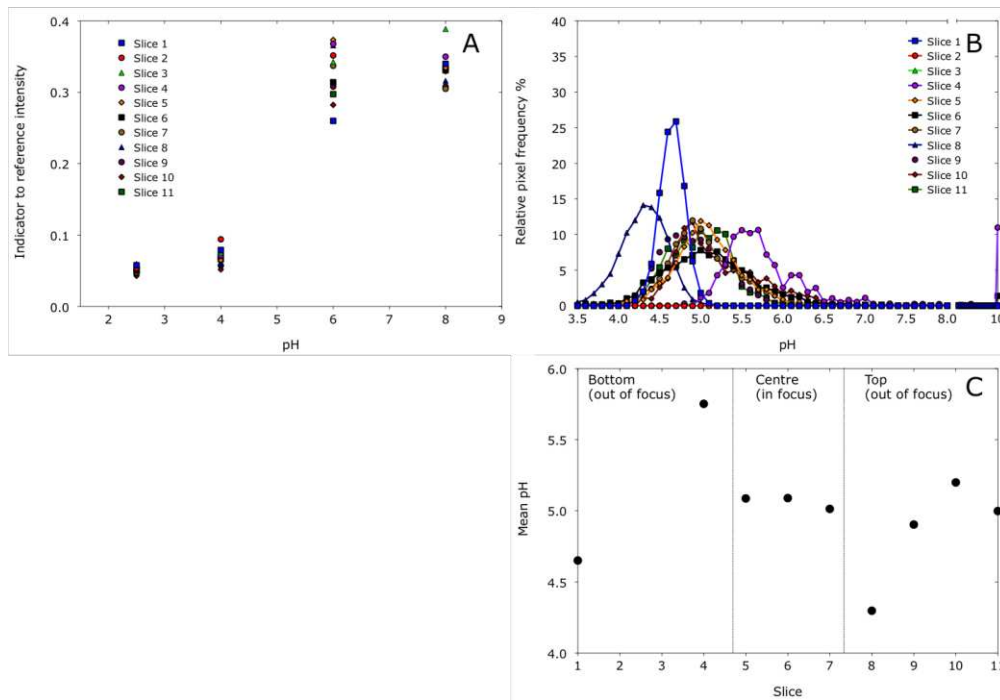 A
Indicator to reference intensity
0.4
0.3
0.2
0.1
0.0
Slice 1
Slice 2
Slice 3
Slice 4
Slice 5
Slice 6
Slice 7
Slice 8
Slice 9
Slice 10
Slice 11
2 3 4 5 6 7 8 9
pH
B
Relative pixel frequency %
40
35
30
25
20
15
10
5
0
Slice 1
Slice 2
Slice 3
Slice 4
Slice 5
Slice 6
Slice 7
Slice 8
Slice 9
Slice 10
Slice 11
3.5 4.0 4.5 5.0 5.5 6.0 6.5 7.0 7.5 8.0
pH
C
Mean pH
6.0
5.5
5.0
4.5
4.0
Bottom
(out of focus)
Centre
(in focus)
Top
(out of focus)
1 2 3 4 5 6 7 8 9 10 11
Slice